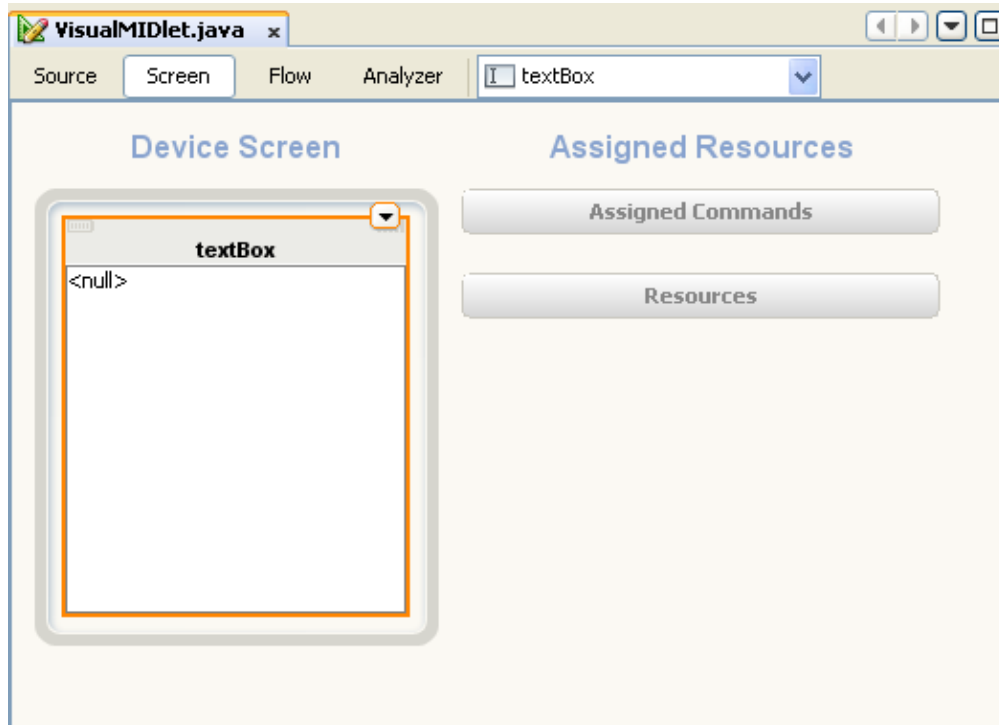 VisualMIDlet.java x
Source Screen Flow Analyzer textBox
Device Screen Assigned Resources
Assigned Commands
textBox
<null>
Resources